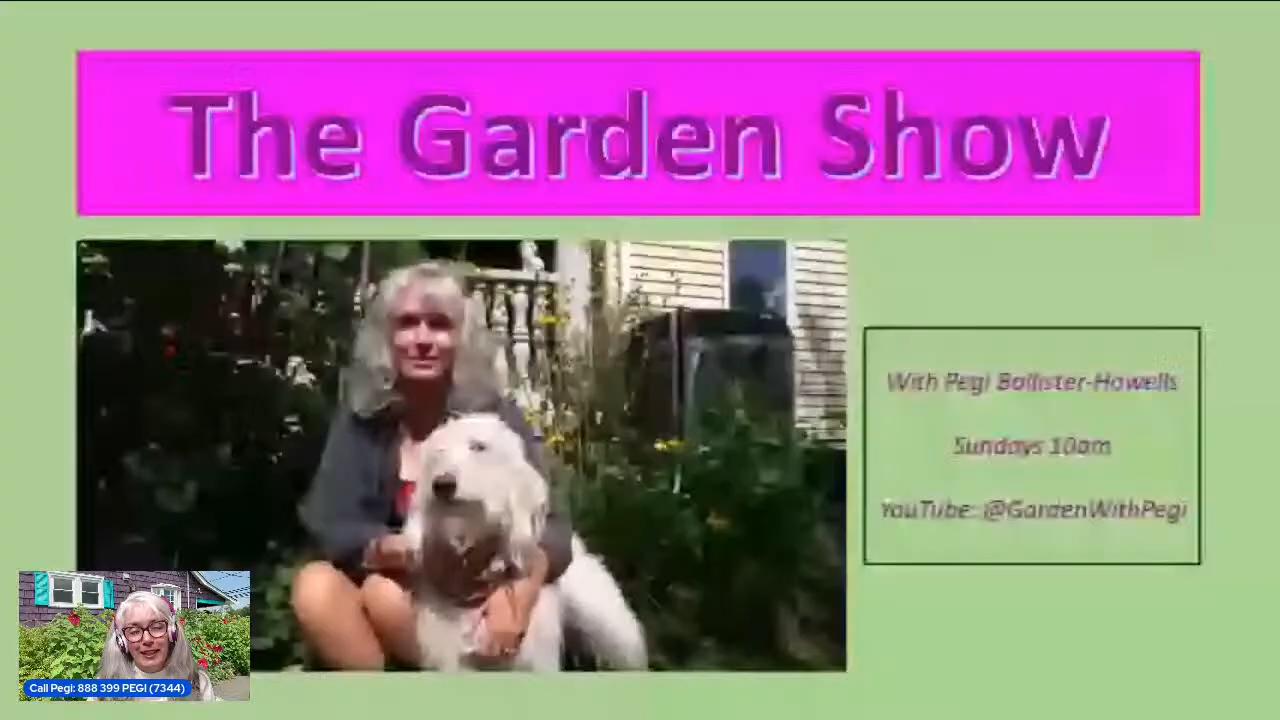 The Garden Show
With Pegi Ballister-Howells
Sundays 10am
YouTube: @GardenWithPegi
Call Pegi: 888 399 PEGI (7344)